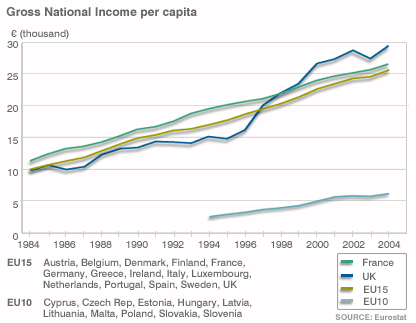 Gross National Income per capita
€ (thousand)
30
25
20
15
10
5
0
1984 1986 1988 1990 1992 1994 1996 1998 2000 2002 2004
EU15 Austria, Belgium, Denmark, Finland, France,
Germany, Greece, Ireland, Italy, Luxembourg,
Netherlands, Portugal, Spain, Sweden, UK
EU10 Cyprus, Czech Rep, Estonia, Hungary, Latvia,
Lithuania, Malta, Poland, Slovakia, Slovenia
France
UK
EU15
EU10
SOURCE: Eurostat